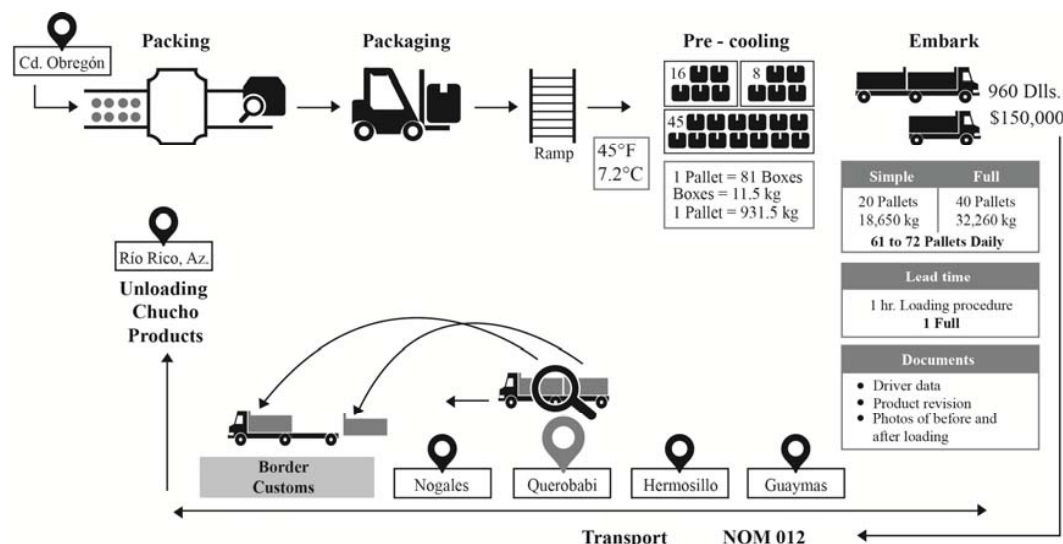 Packing
Packaging
Pre - cooling
Embark
Cd. Obregón
16
8
45
960 Dlls.
$150,000
Ramp
45°F
7.2°C
1 Pallet = 81 Boxes
Boxes = 11.5 kg
1 Pallet = 931.5 kg
Simple
Full
20 Pallets
40 Pallets
18,650 kg
32,260 kg
61 to 72 Pallets Daily
Lead time
1 hr. Loading procedure
1 Full
Documents
● Driver data
● Product revision
● Photos of before and
after loading
Río Rico, Az.
Unloading
Chucho
Products
Border
Customs
Nogales
Querobabi
Hermosillo
Guaymas
Transport
NOM 012